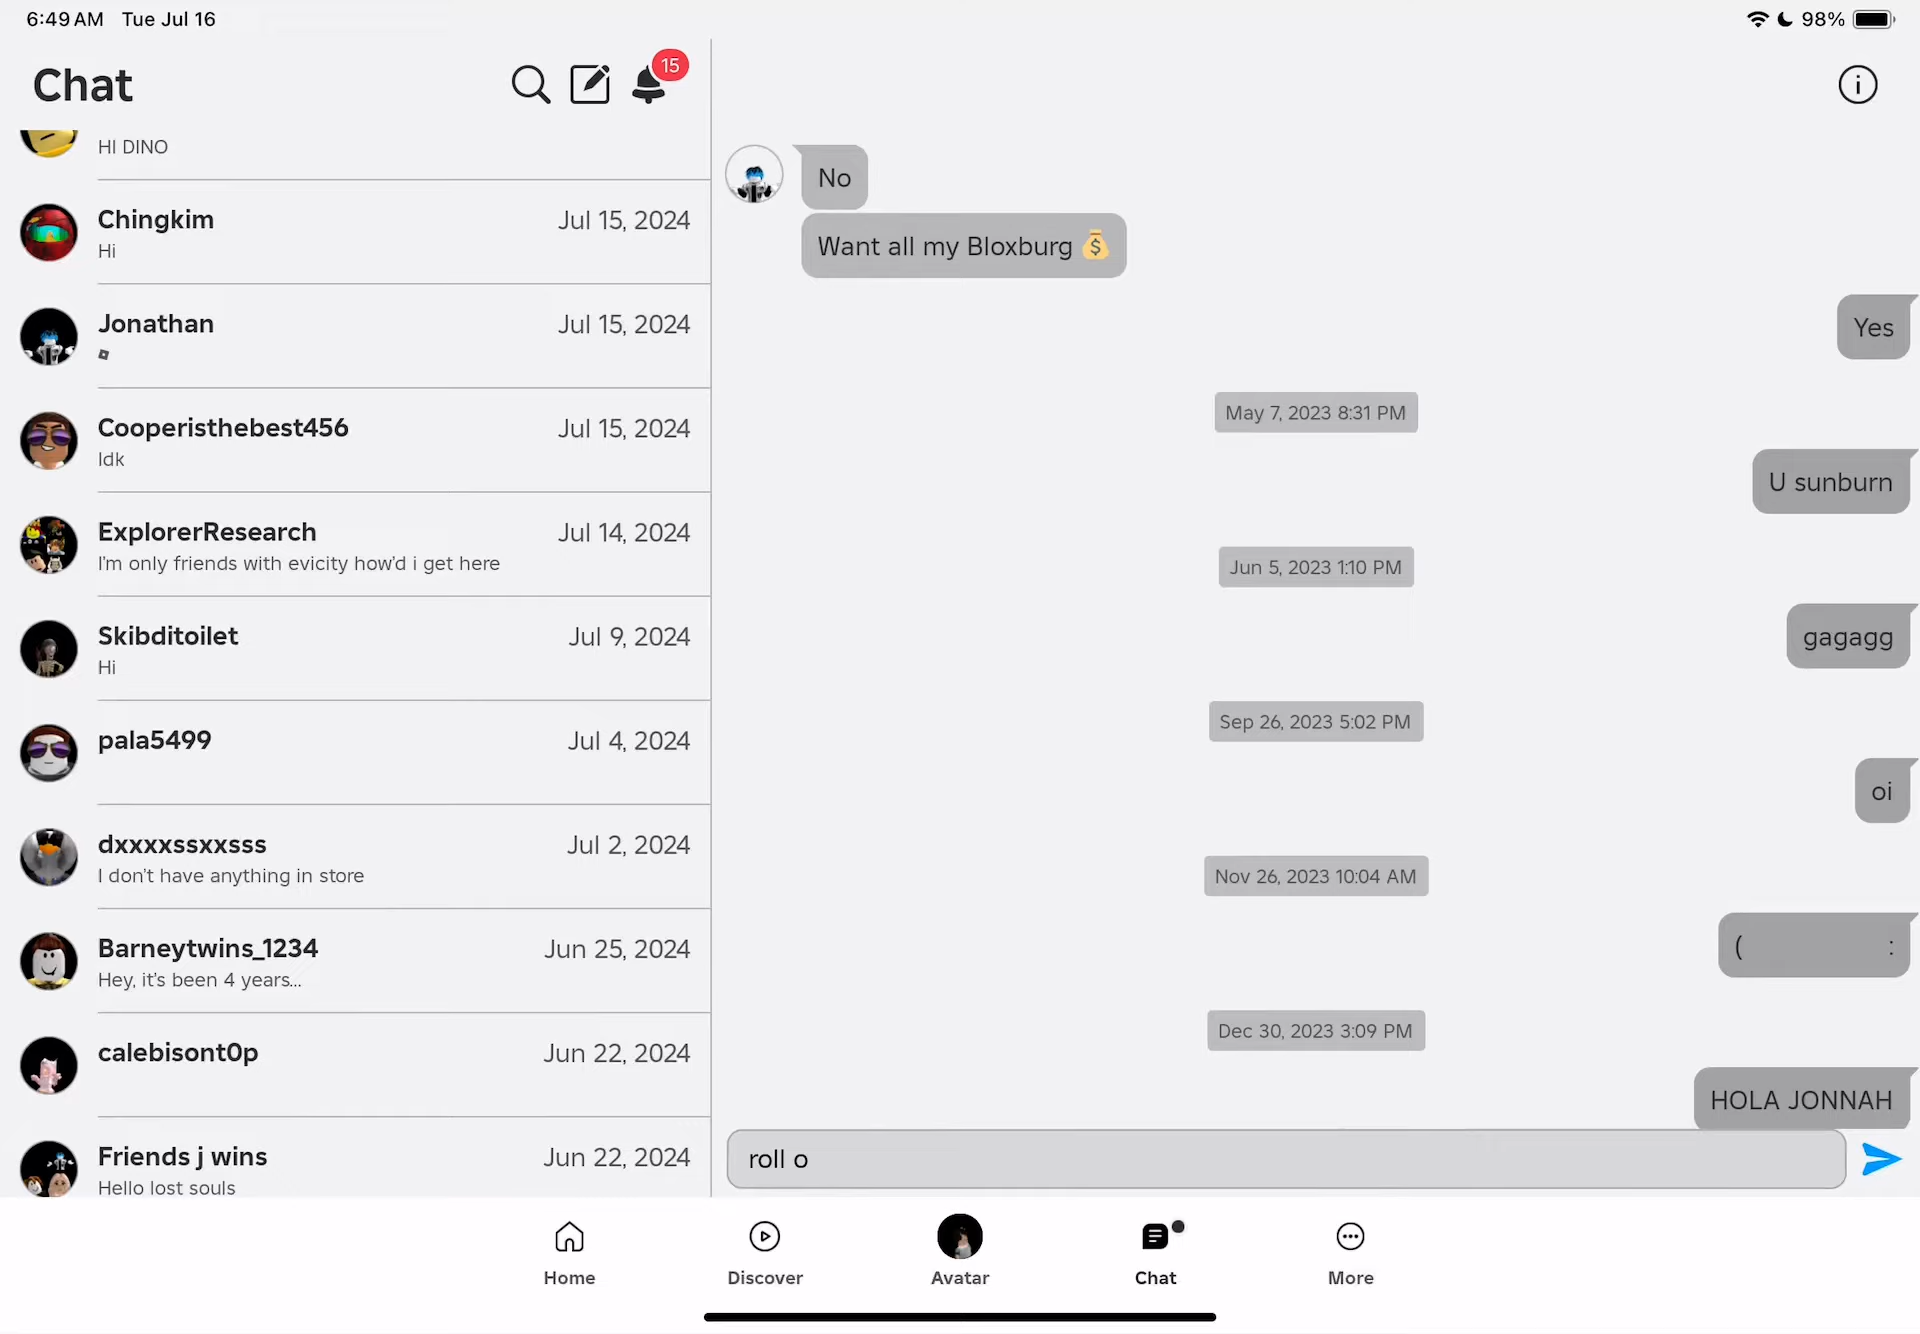 6:49 AM Tue Jul 16
98%
Chat
15
HI DINO
Chingkim
Jul 15, 2024
Hi
Jonathan
Jul 15, 2024
Cooperisthebest456
Jul 15, 2024
Idk
ExplorerResearch
Jul 14, 2024
I'm only friends with evicity how'd i get here
Skibditoilet
Jul 9, 2024
Hi
pala5499
Jul 4, 2024
dxxxxssxxsss
Jul 2, 2024
I don't have anything in store
Barneytwins_1234
Jun 25, 2024
Hey, it's been 4 years...
calebisont0p
Jun 22, 2024
Friends j wins
Jun 22, 2024
Hello lost souls
No
Want all my Bloxburg 💰
Yes
May 7, 2023 8:31 PM
U sunburn
Jun 5, 2023 1:10 PM
gagagg
Sep 26, 2023 5:02 PM
oi
Nov 26, 2023 10:04 AM
( :
Dec 30, 2023 3:09 PM
HOLA JONNAH
roll o
Home
Discover
Avatar
Chat
More